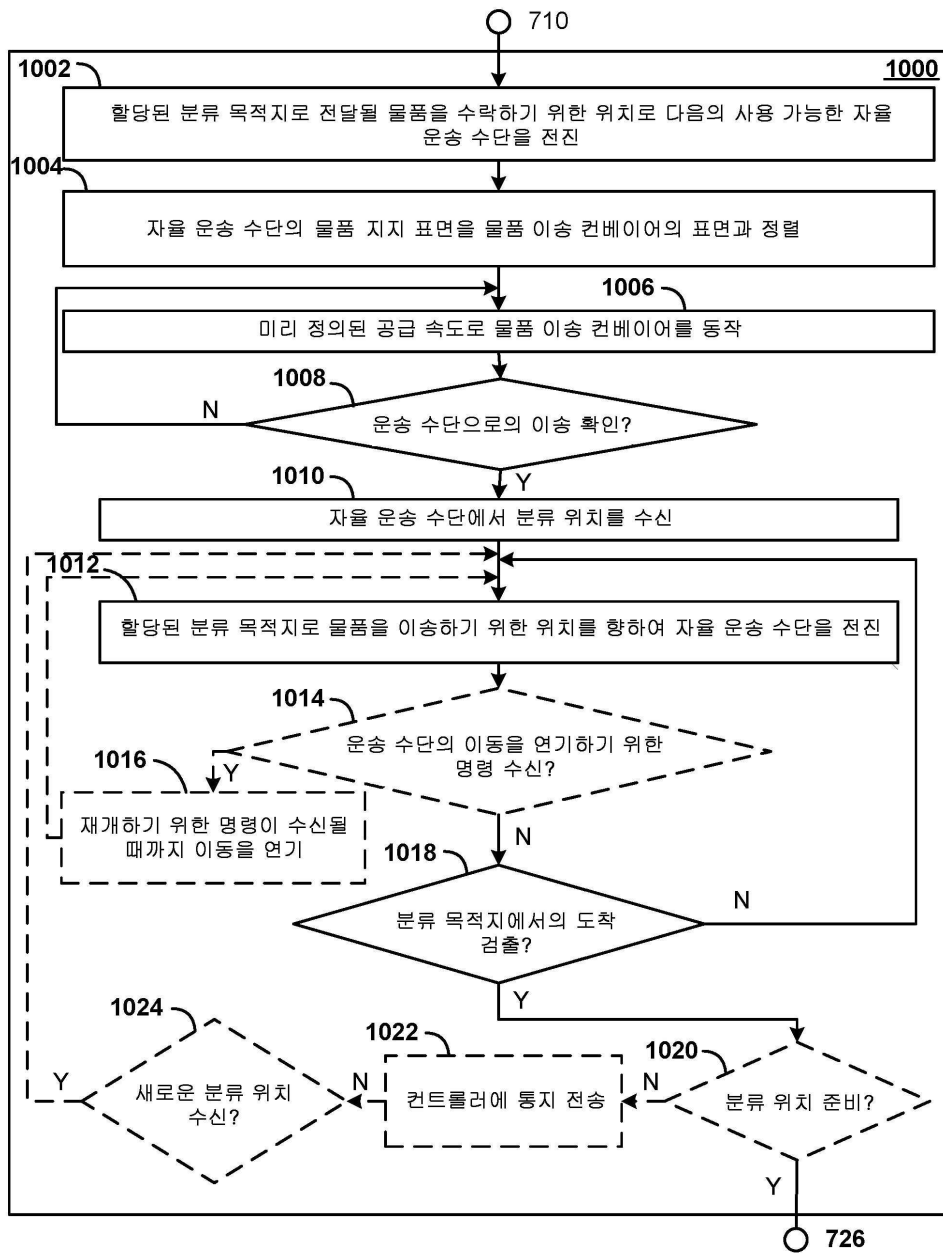 710
1002
1000
할당된 분류 목적지로 전달될 물품을 수락하기 위한 위치로 다음의 사용 가능한 자율
운송 수단을 전진
1004
자율 운송 수단의 물품 지지 표면을 물품 이송 컨베이어의 표면과 정렬
1006
미리 정의된 공급 속도로 물품 이송 컨베이어를 동작
1008
N
운송 수단으로의 이송 확인?
Y
1010
자율 운송 수단에서 분류 위치를 수신
1012
할당된 분류 목적지로 물품을 이송하기 위한 위치를 향하여 자율 운송 수단을 전진
1014
운송 수단의 이동을 연기하기 위한
명령 수신?
Y
1016
재개하기 위한 명령이 수신될
때까지 이동을 연기
N
1018
분류 목적지에서의 도착
검출?
N
Y
1024
1022
1020
Y
새로운 분류 위치
수신?
N
컨트롤러에 통지 전송
N
분류 위치 준비?
Y
726